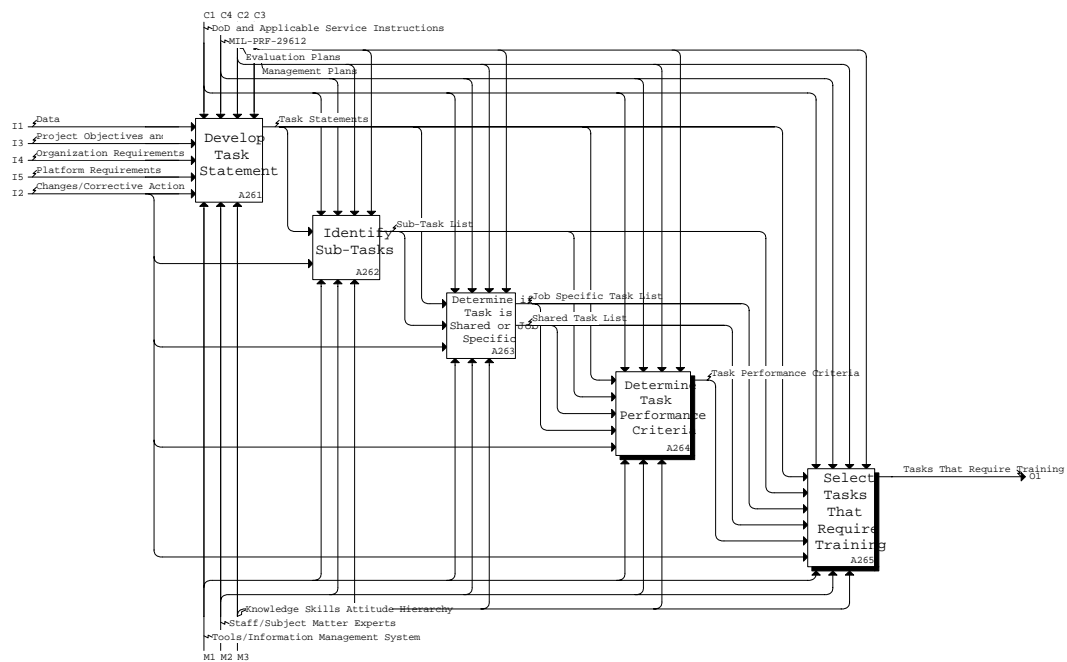 C1 C4 C2 C3
DoD and Applicable Service Instructions
MIL-PRF-29612
Evaluation Plans
Management Plans
I1 Data
I3 Project Objectives and
I4 Organization Requirements
I5 Platform Requirements
I2 Changes/Corrective Action
Develop
Task
Statement
A261
Task Statements
Identify
Sub-Tasks
A262
Sub-Task List
Determine if
Task is
Shared or Job
Specific
A263
Job Specific Task List
Shared Task List
Determine
Task
Performance
Criteria
A264
Task Performance Criteria
Select
Tasks
That
Require
Training
A265
Tasks That Require Training
O1
Knowledge Skills Attitude Hierarchy
Staff/Subject Matter Experts
Tools/Information Management System
M1 M2 M3